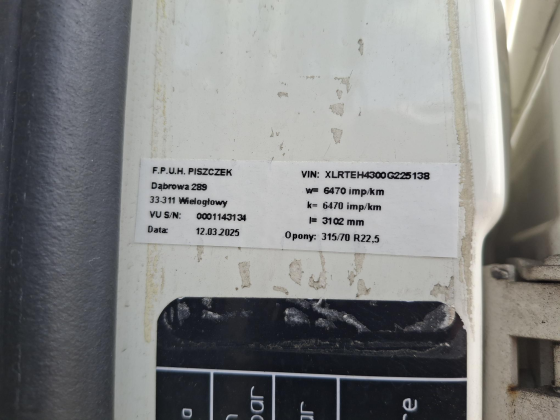 F.P.U.H. PISZCZEK
Dąbrowa 289
33-311 Wielogłowy
VU S/N: 0001143134
Data: 12.03.2025
VIN: XLRTEH4300G225138
w= 6470 imp/km
k= 6470 imp/km
l= 3102 mm
Opony: 315/70 R22,5